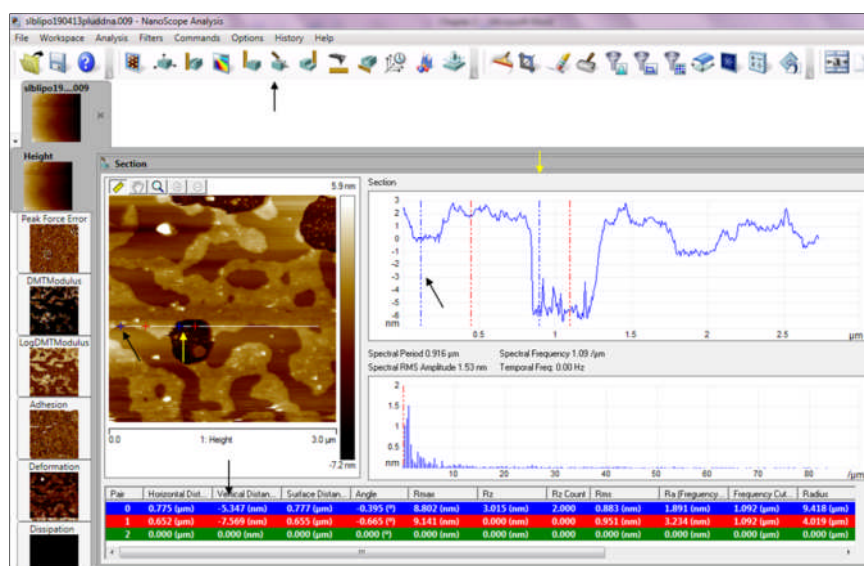 slblipo190413pluddna.009 - NanoScope Analysis
File Workspace Analysis Filters Commands Options History Help
slblipo19....009
Height
Peak Force Error
DMTModulus
LogDMTModulus
Adhesion
Deformation
Dissipation
Section
5.9 nm
-7.2 nm
0.0 1: Height 3.0 µm
Section
3
2
1
0
-1
-2
-3
-4
-5
-6
nm
0.5 1 2 2.5 µm
Spectral Period 0.916 µm Spectral Frequency 1.09 /µm
Spectral RMS Amplitude 1.53 nm Temporal Freq: 0.00 Hz
2
1.5
1
0.5
nm
10 20 30 40 50 60 70 80 /µm
Pair Horizontal Dist... Vertical Distan... Surface Distan... Angle Rmax Rz Rz Count Rms Ra (Freguency... Frequency Cut... Radius
0 0.775 (µm) -5.347 (nm) 0.777 (µm) -0.395 (º) 8.802 (nm) 3.015 (nm) 2.000 0.883 (nm) 1.891 (nm) 1.092 (µm) 9.418 (µm)
1 0.652 (µm) -7.569 (nm) 0.655 (µm) -0.665 (º) 9.141 (nm) 0.000 (nm) 0.000 0.951 (nm) 3.234 (nm) 1.092 (µm) 4.019 (µm)
2 0.000 (µm) 0.000 (nm) 0.000 (µm) 0.000 (º) 0.000 (nm) 0.000 (nm) 0.000 0.000 (nm) 0.000 (nm) 0.000 (µm) 0.000 (µm)